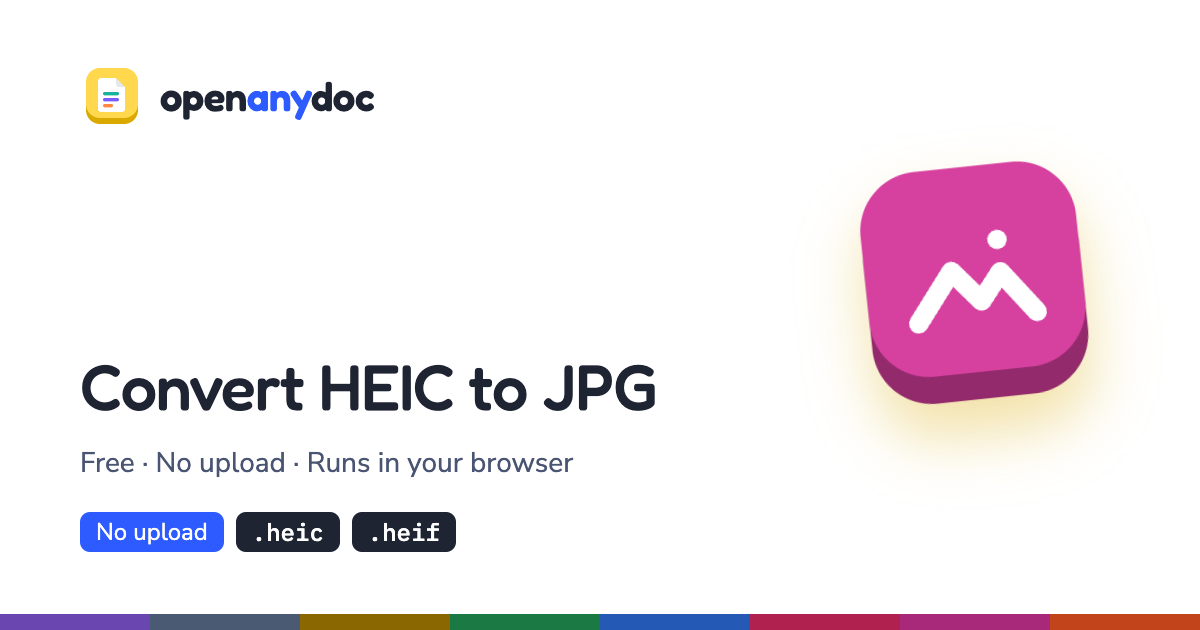 openanydoc
Convert HEIC to JPG
Free · No upload · Runs in your browser
No upload .heic .heif